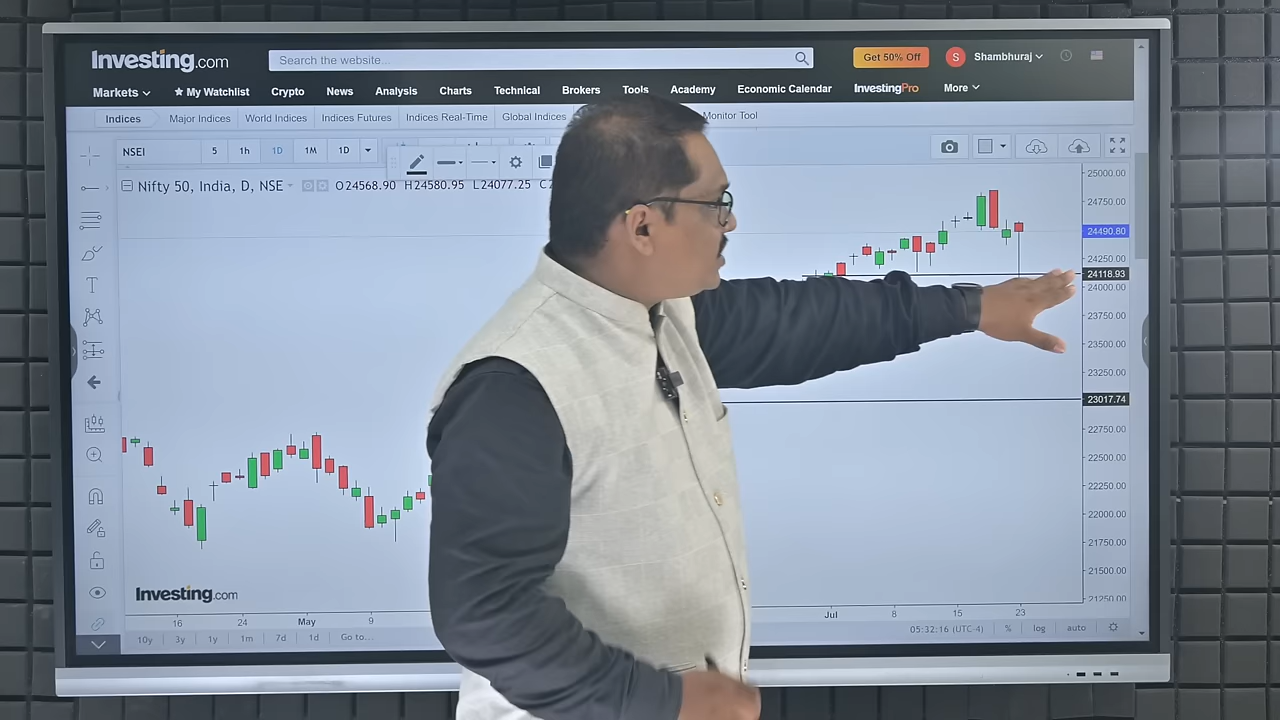 Investing.com
Search the website...
Get 50% Off
S
Shambhuraj
Markets
My Watchlist
Crypto
News
Analysis
Charts
Technical
Brokers
Tools
Academy
Economic Calendar
InvestingPro
More
Indices
Major Indices
World Indices
Indices Futures
Indices Real-Time
Global Indices
Monitor Tool
NSEI
5
1h
1D
1M
1D
Nifty 50, India, D, NSE
O24568.90 H24580.95 L24077.25
25000.00
24750.00
24490.80
24250.00
24118.93
24000.00
23750.00
23500.00
23250.00
23017.74
22750.00
22500.00
22250.00
22000.00
21750.00
21500.00
21250.00
Investing.com
16
24
May
9
Jul
8
15
23
10y
3y
1y
1m
7d
1d
Go to...
05:32:16 (UTC-4)
%
log
auto